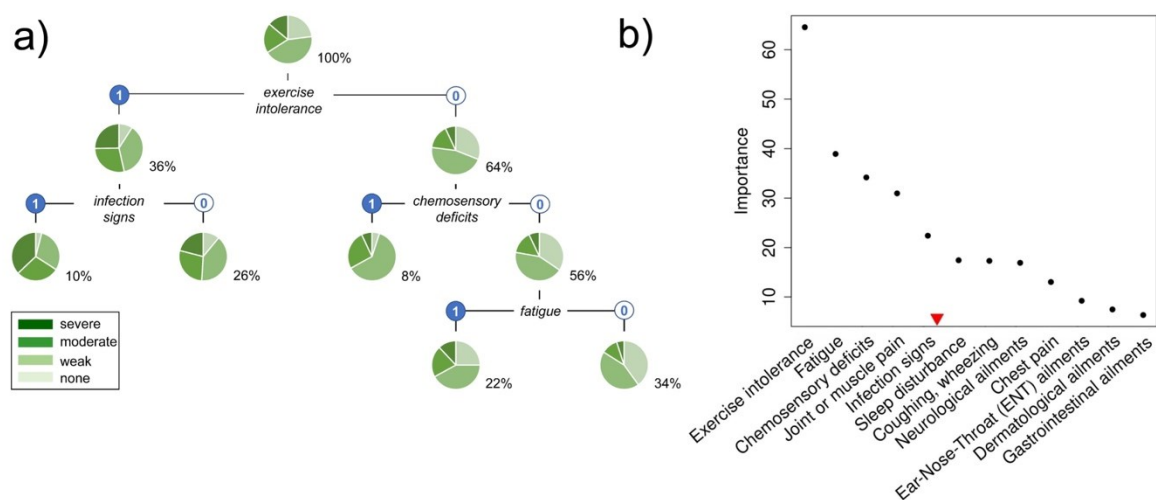 a)
100%
1
exercise
intolerance
0
36%
64%
1
infection
signs
0
1
chemosensory
deficits
0
10%
26%
8%
56%
1
fatigue
0
22%
34%
severe
moderate
weak
none
b)
Importance
60
50
40
30
20
10
Exercise intolerance
Fatigue
Chemosensory deficits
Joint or muscle pain
Infection signs
Sleep disturbance
Coughing, wheezing
Neurological ailments
Chest pain
Ear-Nose-Throat (ENT) ailments
Dermatological ailments
Gastrointestinal ailments